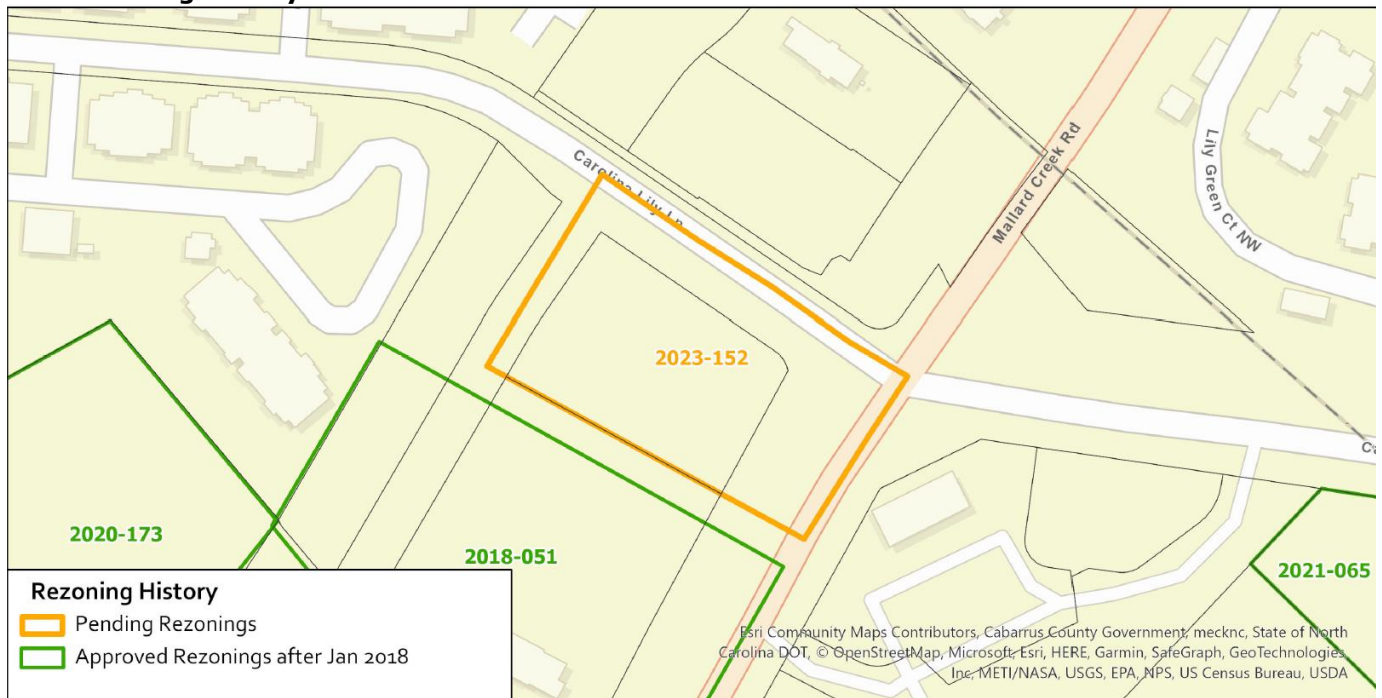 Carolina Lily Ln
Mallard Creek Rd
Lily Green Ct NW
2023-152
Ca
2020-173
2018-051
2021-065
Rezoning History
Pending Rezonings
Approved Rezonings after Jan 2018
Esri Community Maps Contributors, Cabarrus County Government, mecknc, State of North
Carolina DOT, © OpenStreetMap, Microsoft, Esri, HERE, Garmin, SafeGraph, GeoTechnologies,
Inc, METI/NASA, USGS, EPA, NPS, US Census Bureau, USDA